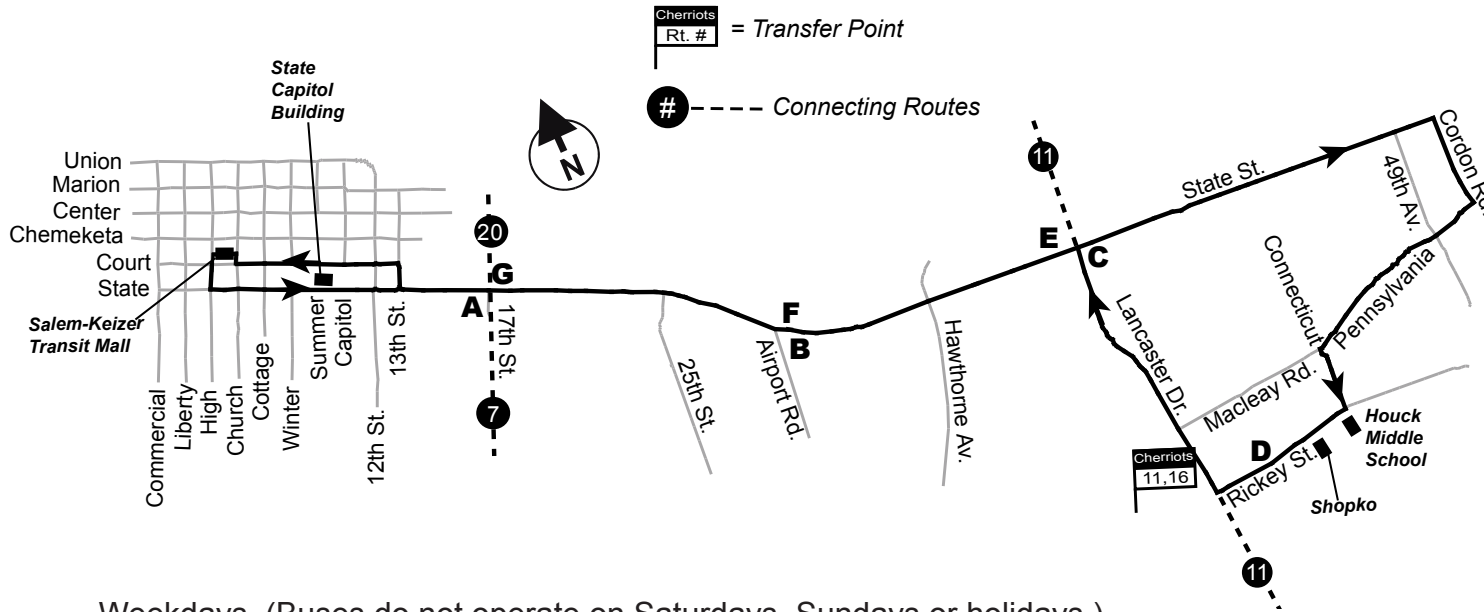 Cherriots
Rt. #
= Transfer Point
#
Connecting Routes
State
Capitol
Building
N
Union
Marion
Center
Chemeketa
Court
State
Salem-Keizer
Transit Mall
Commercial
Liberty
High
Church
Cottage
Winter
Summer
Capitol
12th St.
13th St.
20
G
A
17th St.
7
25th St.
F
B
Airport Rd.
Hawthorne Av.
11
E
C
State St.
Lancaster Dr.
49th Av.
Cordon Rd.
Connecticut
Pennsylvania
Macleay Rd.
D
Rickey St.
Houck
Middle
School
Shopko
Cherriots
11,16
11
Weekdays (Buses do not operate on Saturdays, Sundays or holidays.)